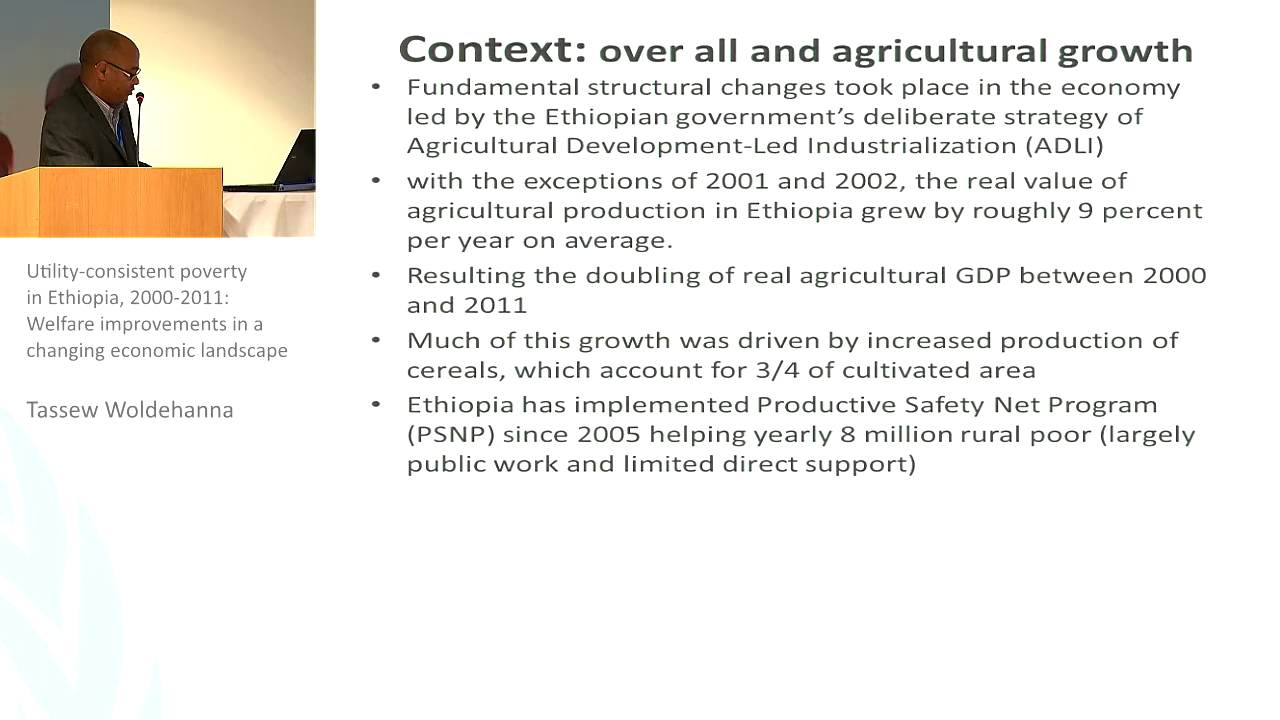 Context: over all and agricultural growth
• Fundamental structural changes took place in the economy
led by the Ethiopian government’s deliberate strategy of
Agricultural Development-Led Industrialization (ADLI)
• with the exceptions of 2001 and 2002, the real value of
agricultural production in Ethiopia grew by roughly 9 percent
per year on average.
• Resulting the doubling of real agricultural GDP between 2000
and 2011
• Much of this growth was driven by increased production of
cereals, which account for 3/4 of cultivated area
• Ethiopia has implemented Productive Safety Net Program
(PSNP) since 2005 helping yearly 8 million rural poor (largely
public work and limited direct support)
Utility-consistent poverty
in Ethiopia, 2000-2011:
Welfare improvements in a
changing economic landscape
Tassew Woldehanna